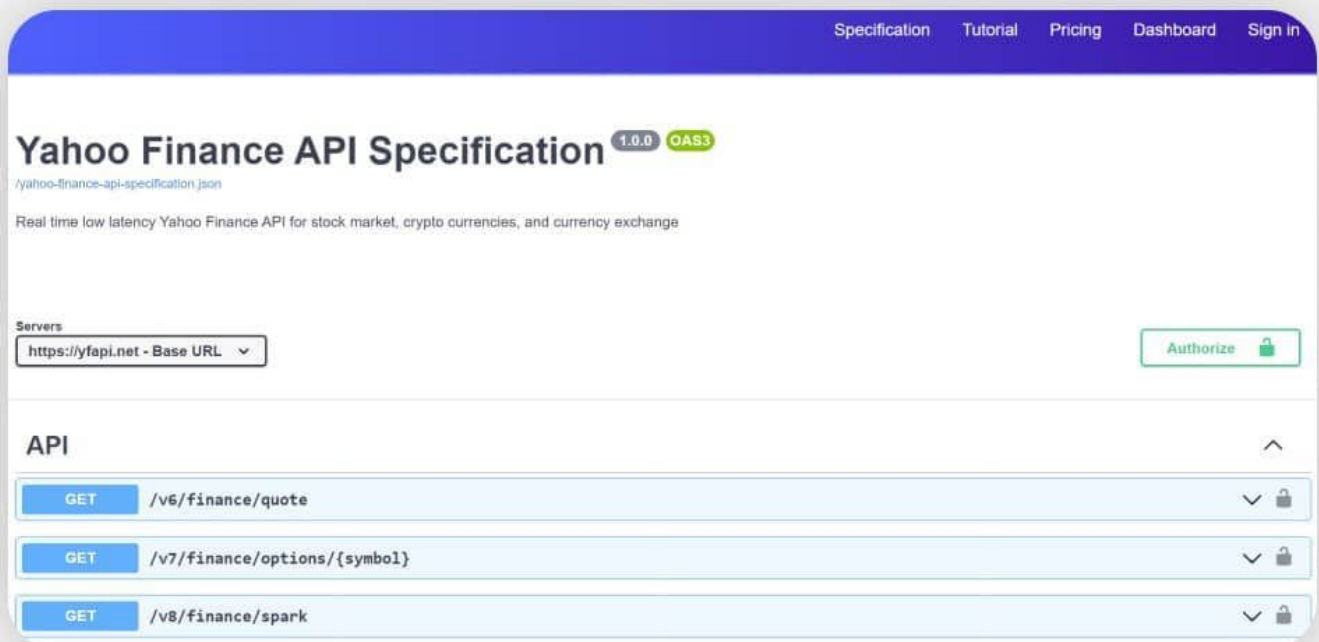 Specification Tutorial Pricing Dashboard Sign in
Yahoo Finance API Specification 1.0.0 OAS3
/yahoo-finance-api-specification.json
Real time low latency Yahoo Finance API for stock market, crypto currencies, and currency exchange
Servers
https://yfapi.net - Base URL
Authorize
API
GET /v6/finance/quote
GET /v7/finance/options/{symbol}
GET /v8/finance/spark